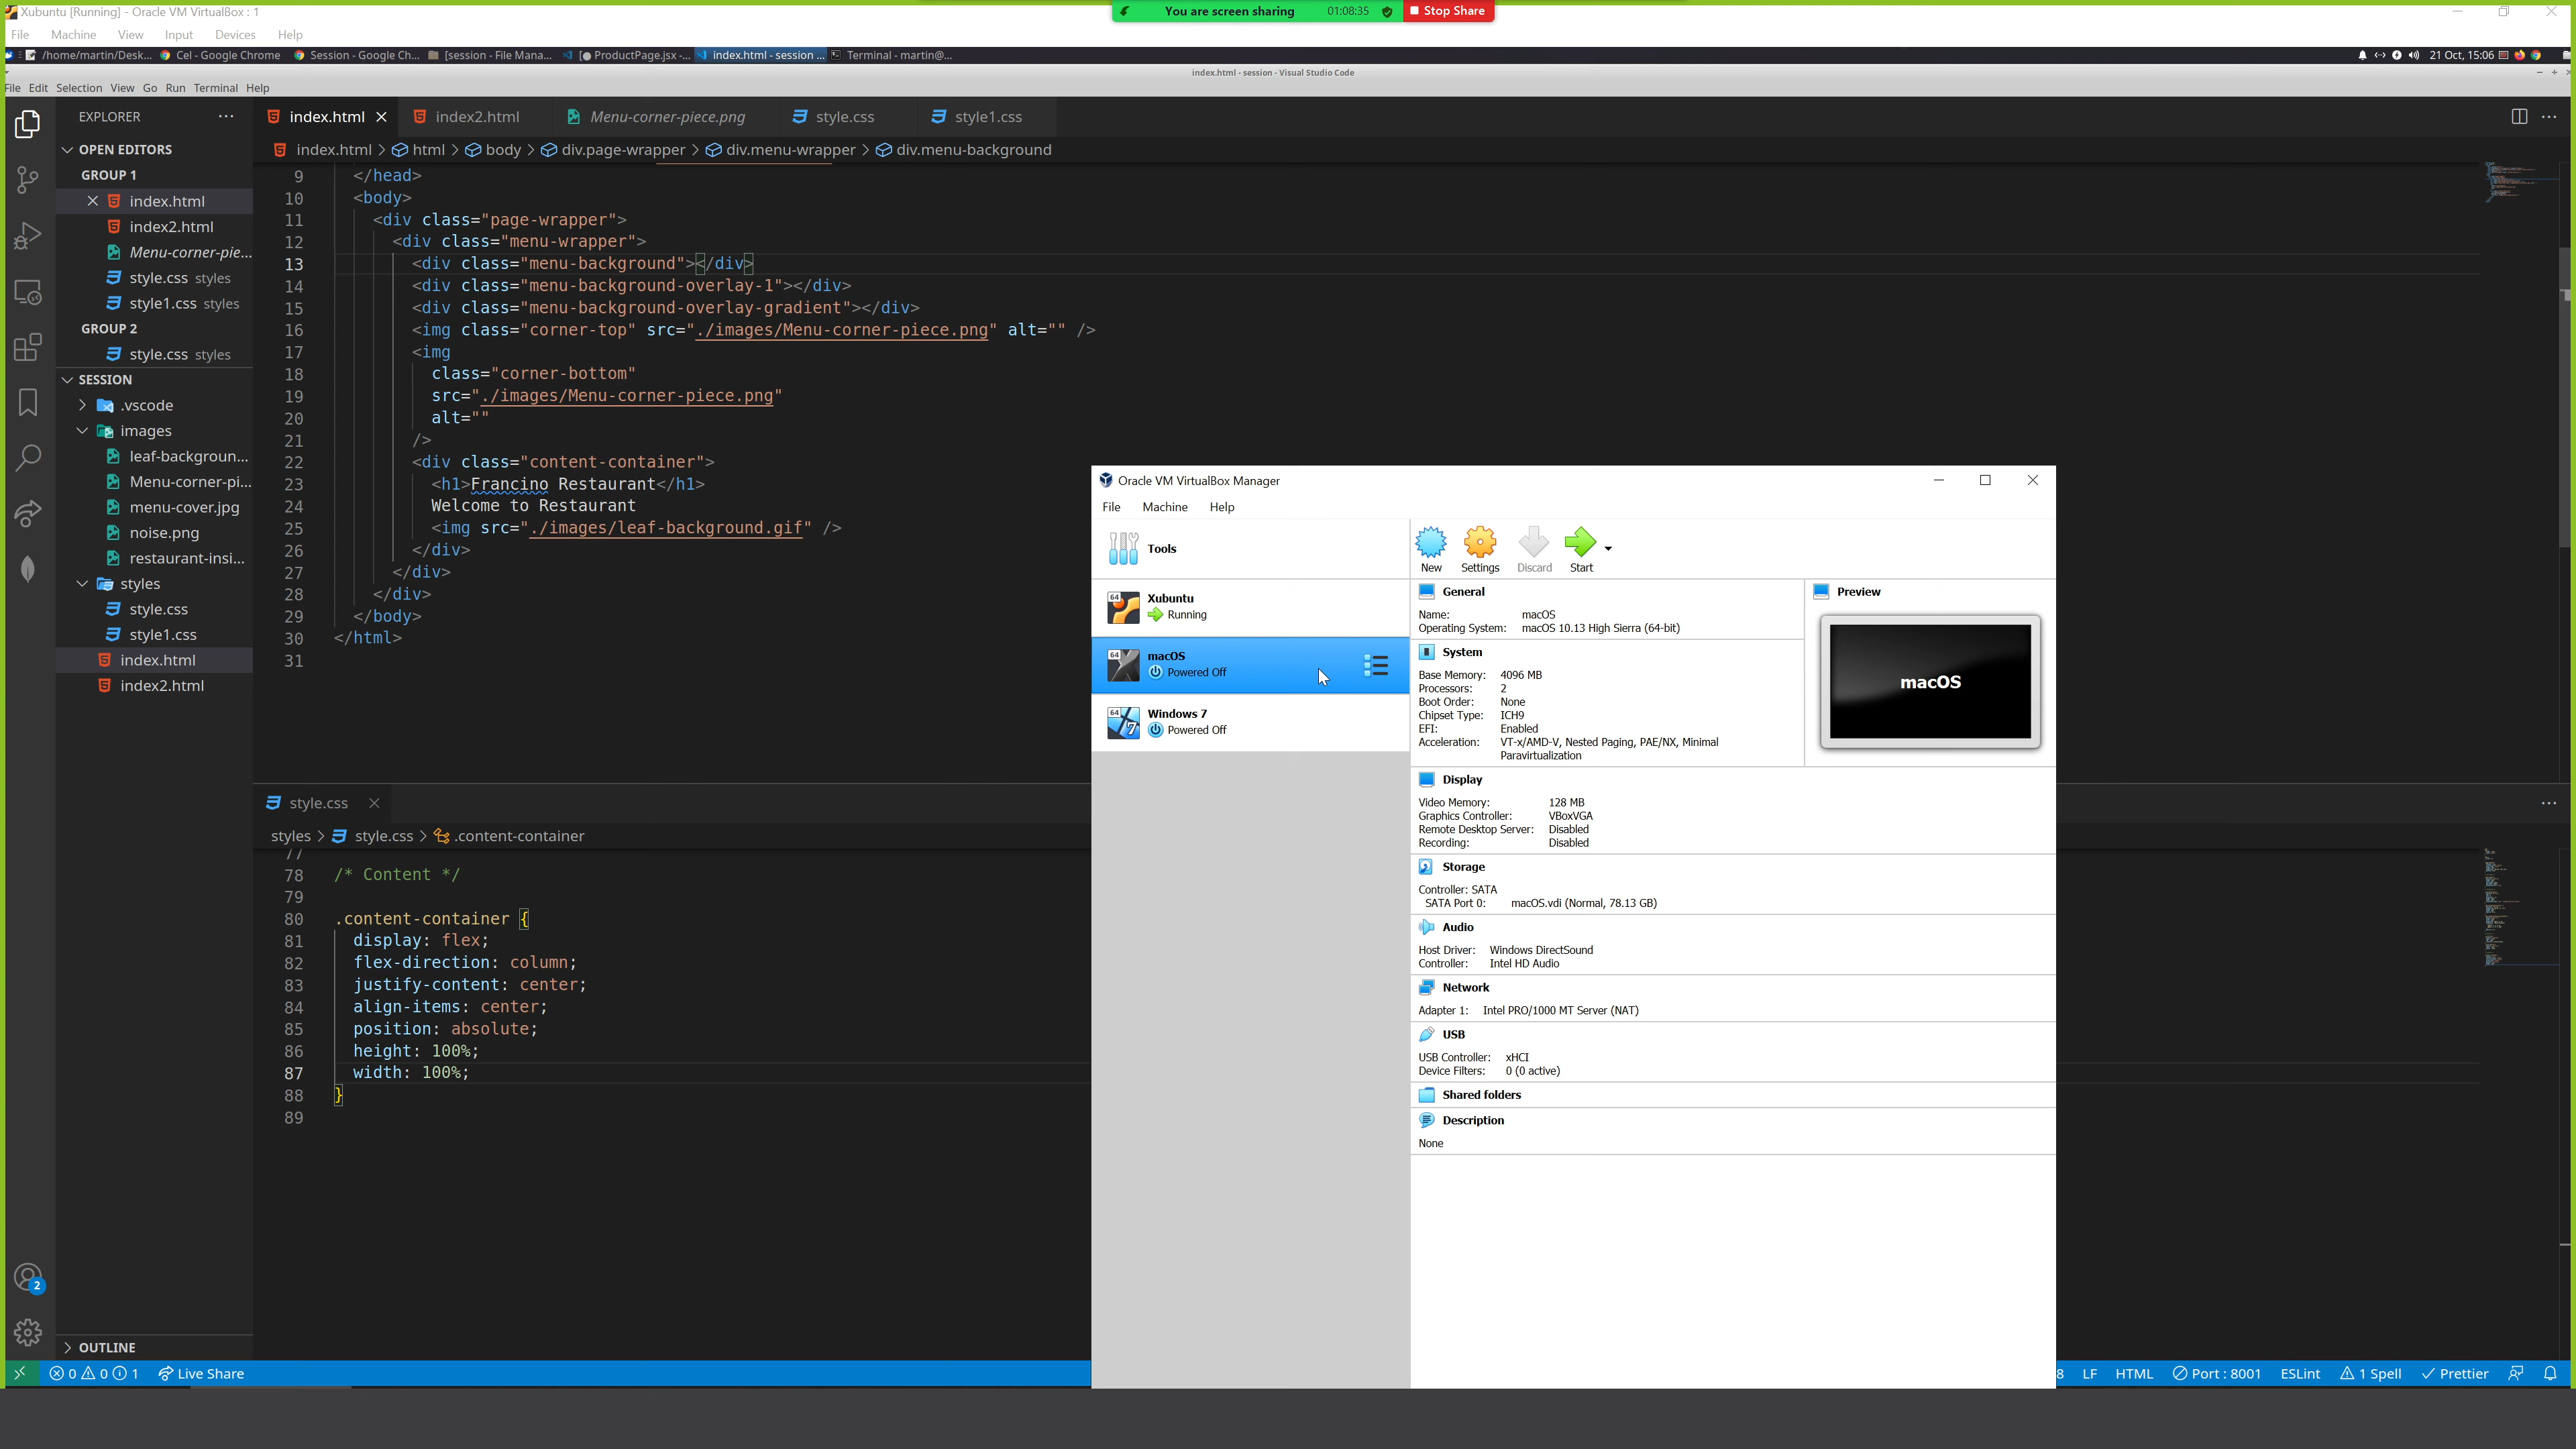 Xubuntu [Running] - Oracle VM VirtualBox : 1
You are screen sharing 01:08:35 Stop Share
File Machine View Input Devices Help
/home/martin/Desk... Cel - Google Chrome Session - Google Ch... [session - File Mana... ProductPage.jsx -... index.html - session ... Terminal - martin@... 21 Oct, 15:06
index.html - session - Visual Studio Code
File Edit Selection View Go Run Terminal Help
EXPLORER ···
OPEN EDITORS
GROUP 1
index.html
index2.html
Menu-corner-pie...
style.css styles
style1.css styles
GROUP 2
style.css styles
SESSION
.vscode
images
leaf-backgroun...
Menu-corner-pi...
menu-cover.jpg
noise.png
restaurant-insi...
styles
style.css
style1.css
index.html
index2.html
OUTLINE
2
index.html index2.html Menu-corner-piece.png style.css style1.css
index.html > html > body > div.page-wrapper > div.menu-wrapper > div.menu-background
9 </head>
10 <body>
11 <div class="page-wrapper">
12 <div class="menu-wrapper">
13 <div class="menu-background"></div>
14 <div class="menu-background-overlay-1"></div>
15 <div class="menu-background-overlay-gradient"></div>
16 <img class="corner-top" src="./images/Menu-corner-piece.png" alt="" />
17 <img
18 class="corner-bottom"
19 src="./images/Menu-corner-piece.png"
20 alt=""
21 />
22 <div class="content-container">
23 <h1>Francino Restaurant</h1>
24 Welcome to Restaurant
25 <img src="./images/leaf-background.gif" />
26 </div>
27 </div>
28 </div>
29 </body>
30 </html>
31
style.css
styles > style.css > .content-container
77
78 /* Content */
79
80 .content-container {
81 display: flex;
82 flex-direction: column;
83 justify-content: center;
84 align-items: center;
85 position: absolute;
86 height: 100%;
87 width: 100%;
88 }
89
Oracle VM VirtualBox Manager
File Machine Help
Tools
64 Xubuntu
Running
64 macOS
Powered Off
64 Windows 7
Powered Off
New Settings Discard Start
General
Name: macOS
Operating System: macOS 10.13 High Sierra (64-bit)
System
Base Memory: 4096 MB
Processors: 2
Boot Order: None
Chipset Type: ICH9
EFI: Enabled
Acceleration: VT-x/AMD-V, Nested Paging, PAE/NX, Minimal
Paravirtualization
Preview
macOS
Display
Video Memory: 128 MB
Graphics Controller: VBoxVGA
Remote Desktop Server: Disabled
Recording: Disabled
Storage
Controller: SATA
SATA Port 0: macOS.vdi (Normal, 78.13 GB)
Audio
Host Driver: Windows DirectSound
Controller: Intel HD Audio
Network
Adapter 1: Intel PRO/1000 MT Server (NAT)
USB
USB Controller: xHCI
Device Filters: 0 (0 active)
Shared folders
Description
None
0 0 1 Live Share 8 LF HTML Port : 8001 ESLint 1 Spell Prettier